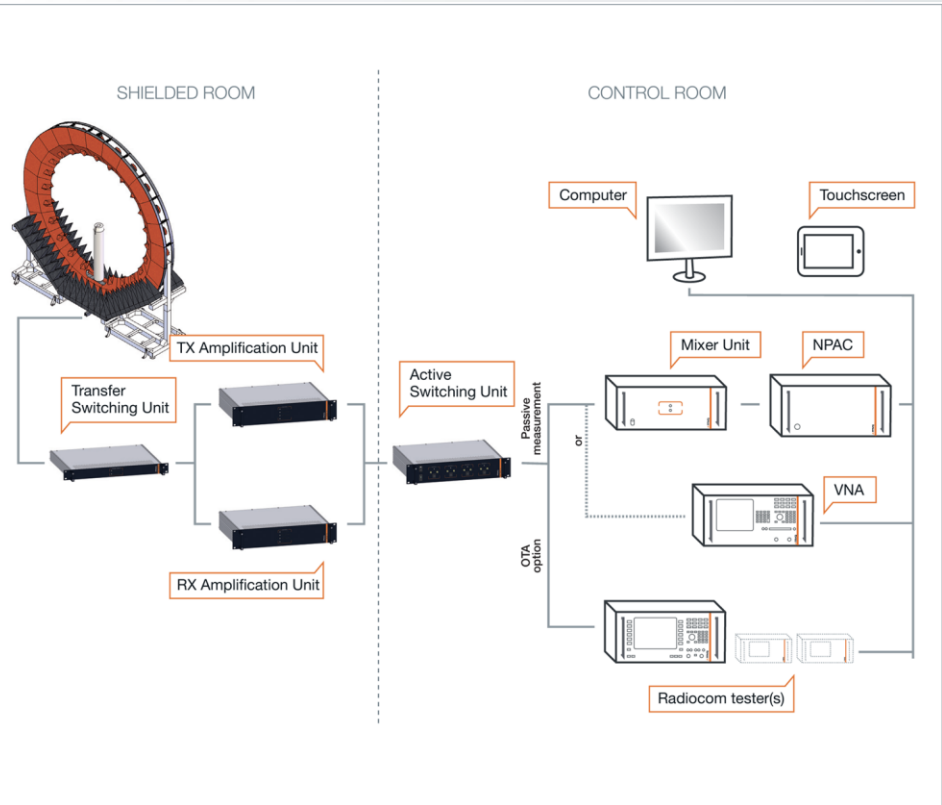 SHIELDED ROOM
CONTROL ROOM
Computer
Touchscreen
TX Amplification Unit
Mixer Unit
NPAC
Transfer
Switching Unit
Active
Switching Unit
Passive
measurement
or
VNA
OTA
option
RX Amplification Unit
Radiocom tester(s)